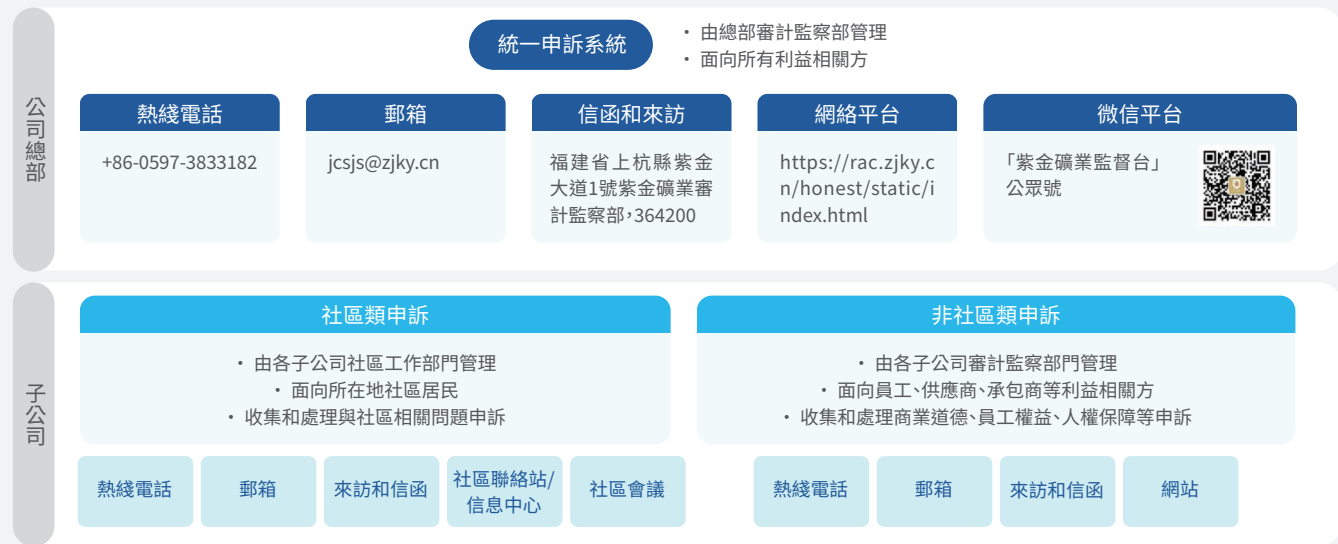 公司總部
統一申訴系統
· 由總部審計監察部管理
· 面向所有利益相關方
熱綫電話
+86-0597-3833182
郵箱
jcsjs@zjky.cn
信函和來訪
福建省上杭縣紫金
大道1號紫金礦業審
計監察部，364200
網絡平台
https://rac.zjky.c
n/honest/static/i
ndex.html
微信平台
「紫金礦業監督台」
公眾號
子公司
社區類申訴
· 由各子公司社區工作部門管理
· 面向所在地社區居民
· 收集和處理與社區相關問題申訴
熱綫電話
郵箱
來訪和信函
社區聯絡站/
信息中心
社區會議
非社區類申訴
· 由各子公司審計監察部門管理
· 面向員工、供應商、承包商等利益相關方
· 收集和處理商業道德、員工權益、人權保障等申訴
熱綫電話
郵箱
來訪和信函
網站